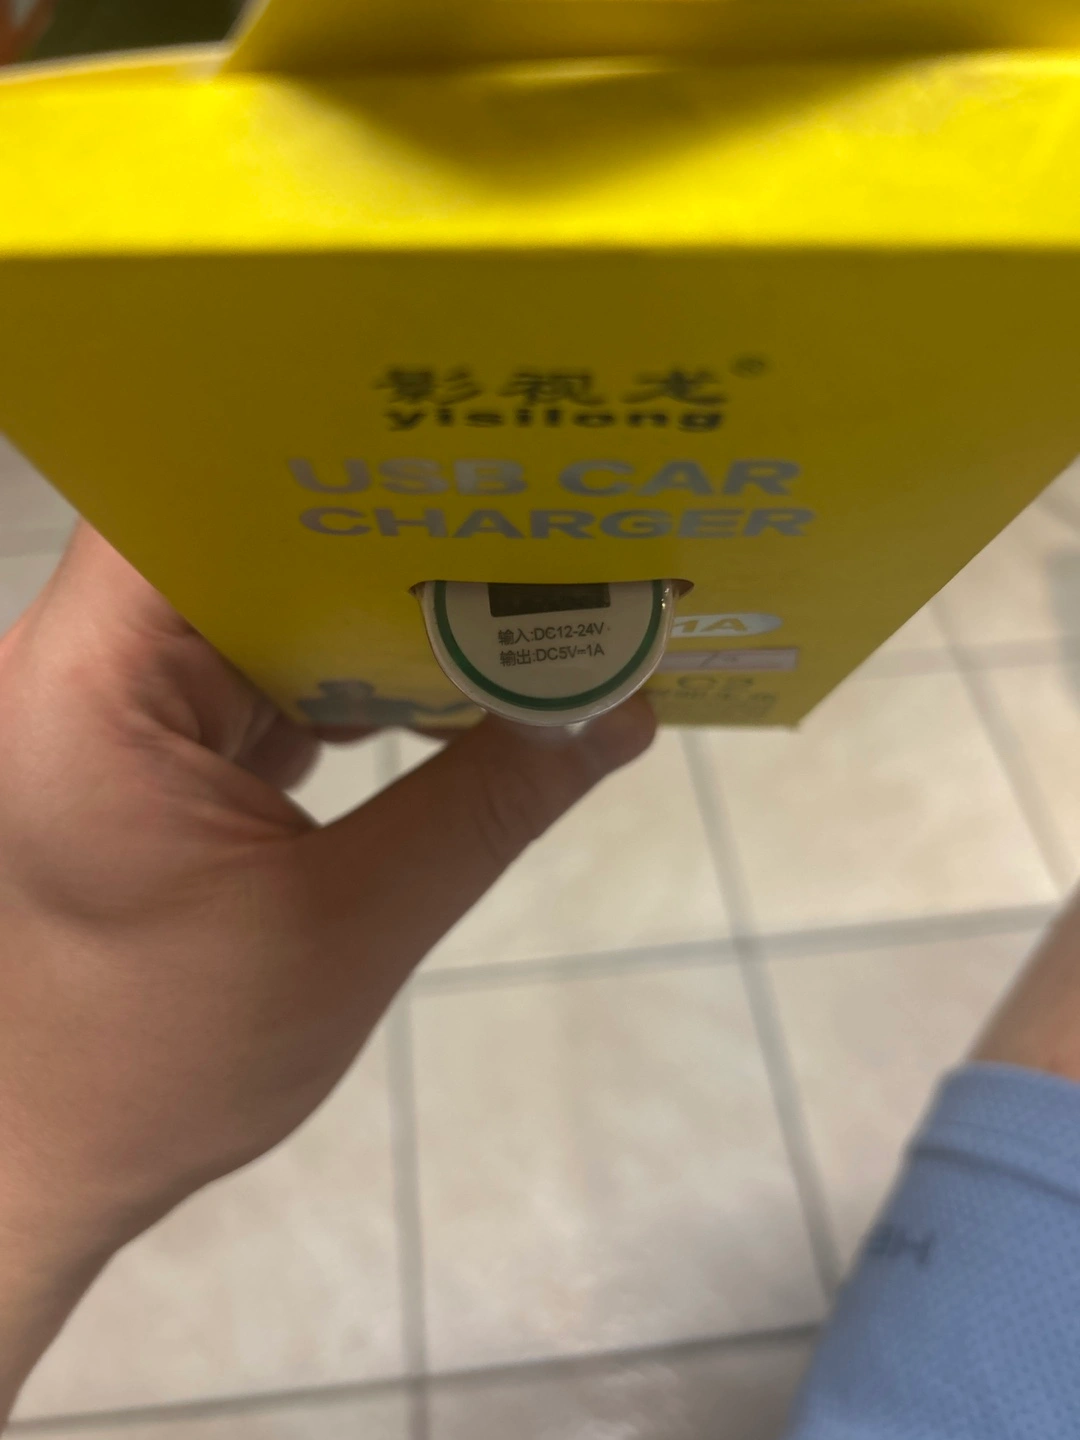 影视龙®
yisilong
USB CAR
CHARGER
输入:DC12-24V
输出:DC5V=1A
1A